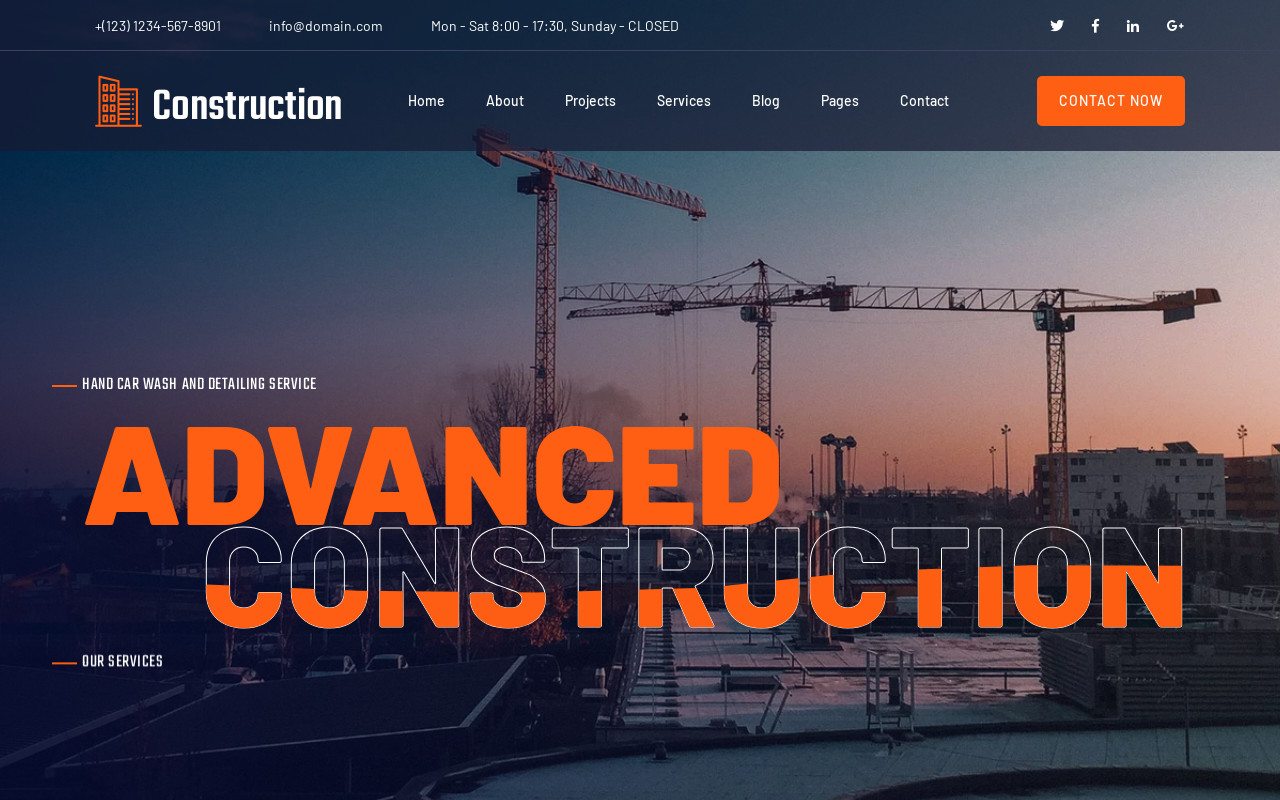 +(123) 1234-567-8901 info@domain.com Mon - Sat 8:00 - 17:30, Sunday - CLOSED
Construction Home About Projects Services Blog Pages Contact CONTACT NOW
HAND CAR WASH AND DETAILING SERVICE
ADVANCED
CONSTRUCTION
OUR SERVICES